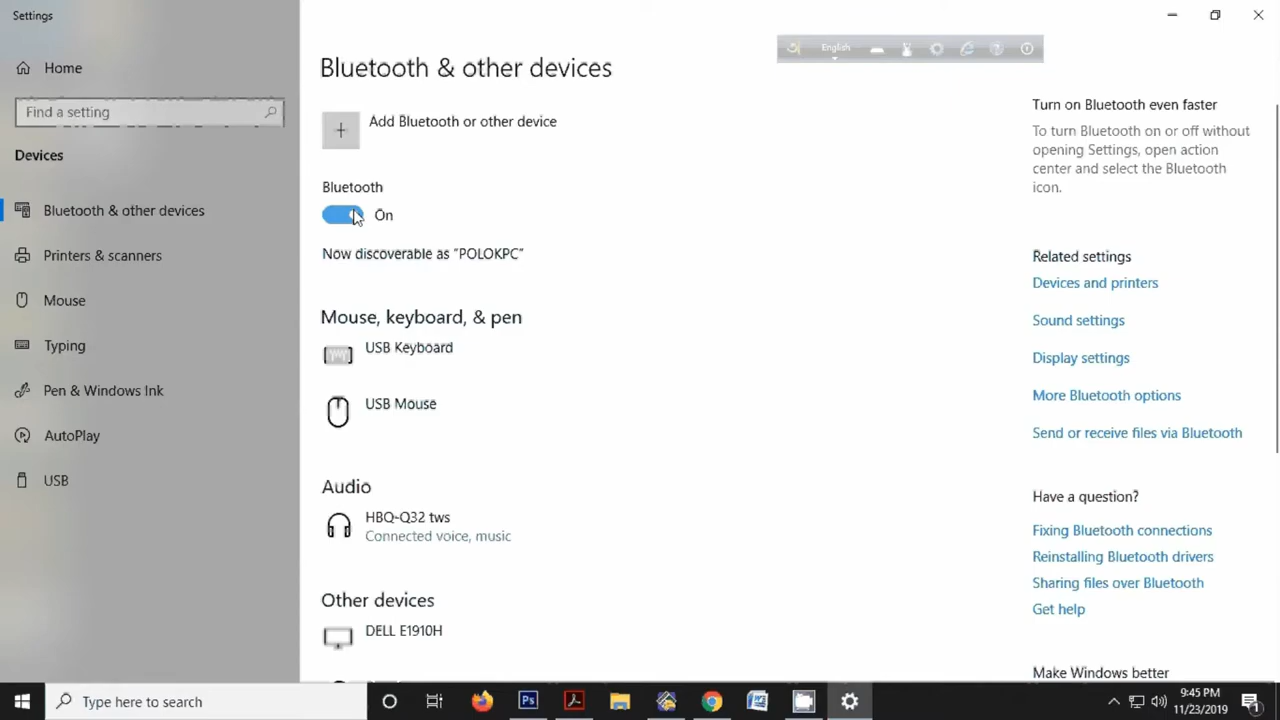 Settings
Home
Find a setting
Devices
Bluetooth & other devices
Printers & scanners
Mouse
Typing
Pen & Windows Ink
AutoPlay
USB
English
Bluetooth & other devices
Add Bluetooth or other device
Bluetooth
On
Now discoverable as “POLOKPC”
Mouse, keyboard, & pen
USB Keyboard
USB Mouse
Audio
HBQ-Q32 tws
Connected voice, music
Other devices
DELL E1910H
Turn on Bluetooth even faster
To turn Bluetooth on or off without
opening Settings, open action
center and select the Bluetooth
icon.
Related settings
Devices and printers
Sound settings
Display settings
More Bluetooth options
Send or receive files via Bluetooth
Have a question?
Fixing Bluetooth connections
Reinstalling Bluetooth drivers
Sharing files over Bluetooth
Get help
Make Windows better
Type here to search
Ps
9:45 PM
11/23/2019
1